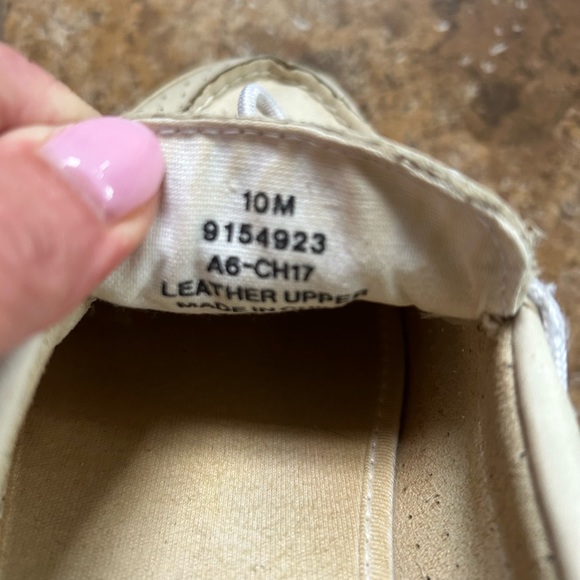 10M
9154923
A6-CH17
LEATHER UPPER
MADE IN